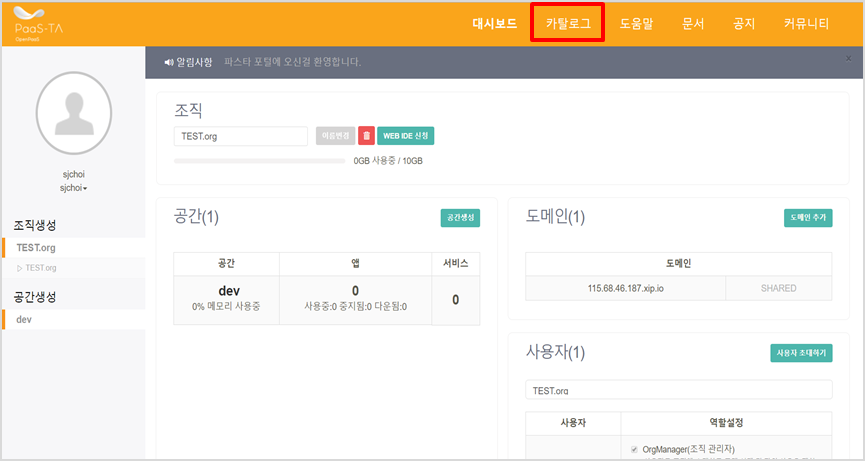 PaaS-TA
OpenPaaS
대시보드 카탈로그 도움말 문서 공지 커뮤니티
알림사항 파스타 포털에 오신걸 환영합니다. ×
sjchoi
sjchoi
조직생성
TEST.org
TEST.org
공간생성
dev
조직
TEST.org 이름변경 WEB IDE 신청
0GB 사용중 / 10GB
공간(1) 공간생성
공간 앱 서비스
dev 0 0
0% 메모리 사용중 사용중:0 중지됨:0 다운됨:0
도메인(1) 도메인 추가
도메인
115.68.46.187.xip.io SHARED
사용자(1) 사용자 초대하기
TEST.org
사용자 역할설정
OrgManager(조직 관리자)